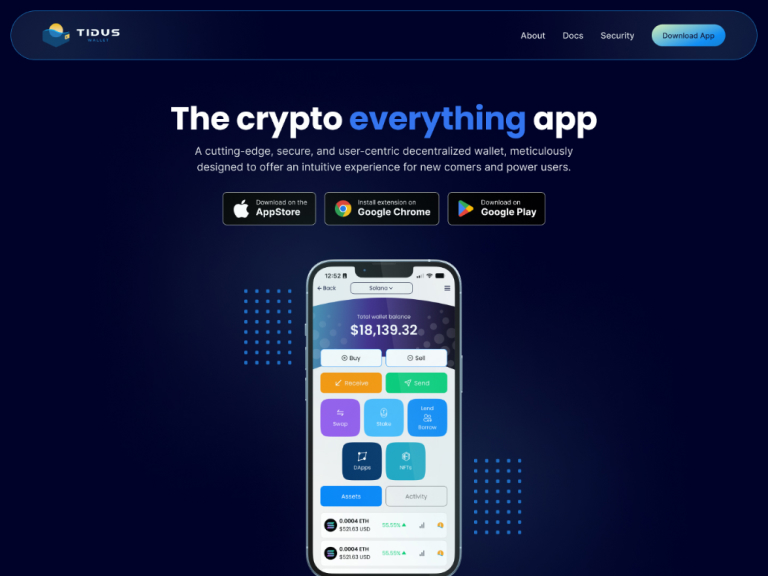 TIDUS
WALLET
About
Docs
Security
Download App
The crypto everything app
A cutting-edge, secure, and user-centric decentralized wallet, meticulously
designed to offer an intuitive experience for new comers and power users.
Download on the
AppStore
Install extension on
Google Chrome
Download on
Google Play
12:52
Back
Solana
Total wallet balance
$18,139.32
Buy
Sell
Receive
Send
Swap
Stake
Lend
Borrow
DApps
NFTs
Assets
Activity
0.0004 ETH
$521.63 USD
55.55%
0.0004 ETH
$521.63 USD
55.55%